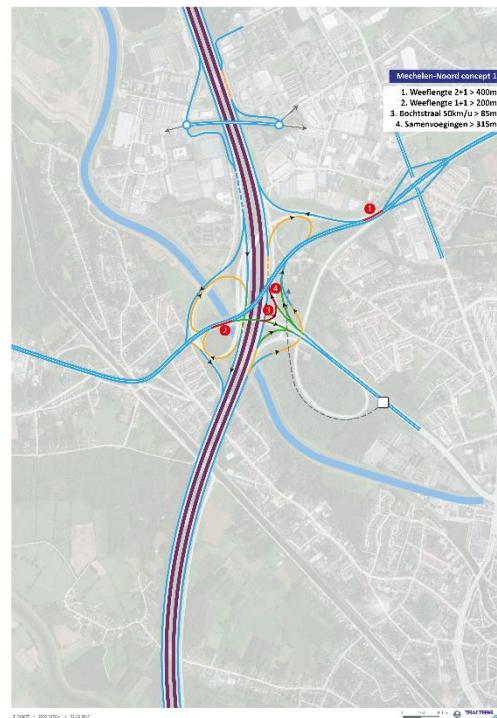 Mechelen-Noord concept 1
1. Weeflengte 2+1 > 400m
2. Weeflengte 1+1 > 200m
3. Bochtstraal 50km/u > 85m
4. Samenvoegingen > 315m
1
4
3
2
TRACTEBEL